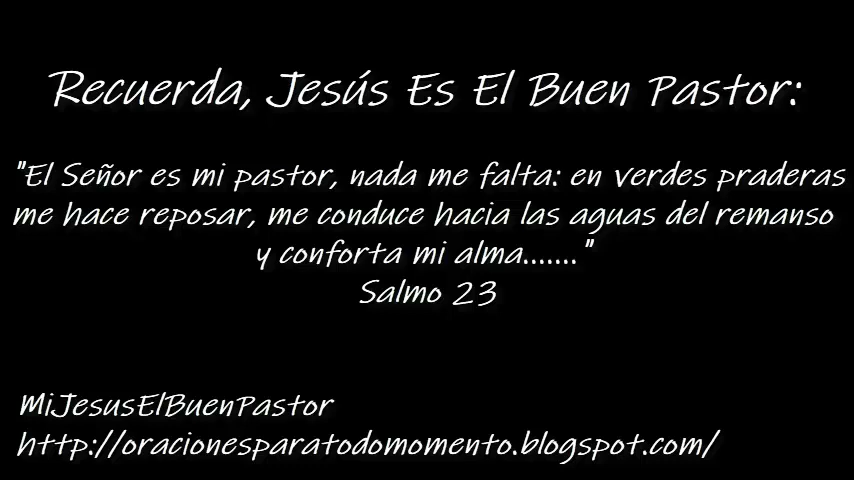 Recuerda, Jesús Es El Buen Pastor:
"El Señor es mi pastor, nada me falta: en verdes praderas
me hace reposar, me conduce hacia las aguas del remanso
y conforta mi alma......."
Salmo 23
MiJesusElBuenPastor
http://oracionesparatodomomento.blogspot.com/